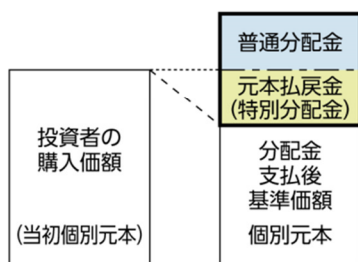 普通分配金
元本払戻金
(特別分配金)
投資者の
購入価額
(当初個別元本)
分配金
支払後
基準価額
個別元本